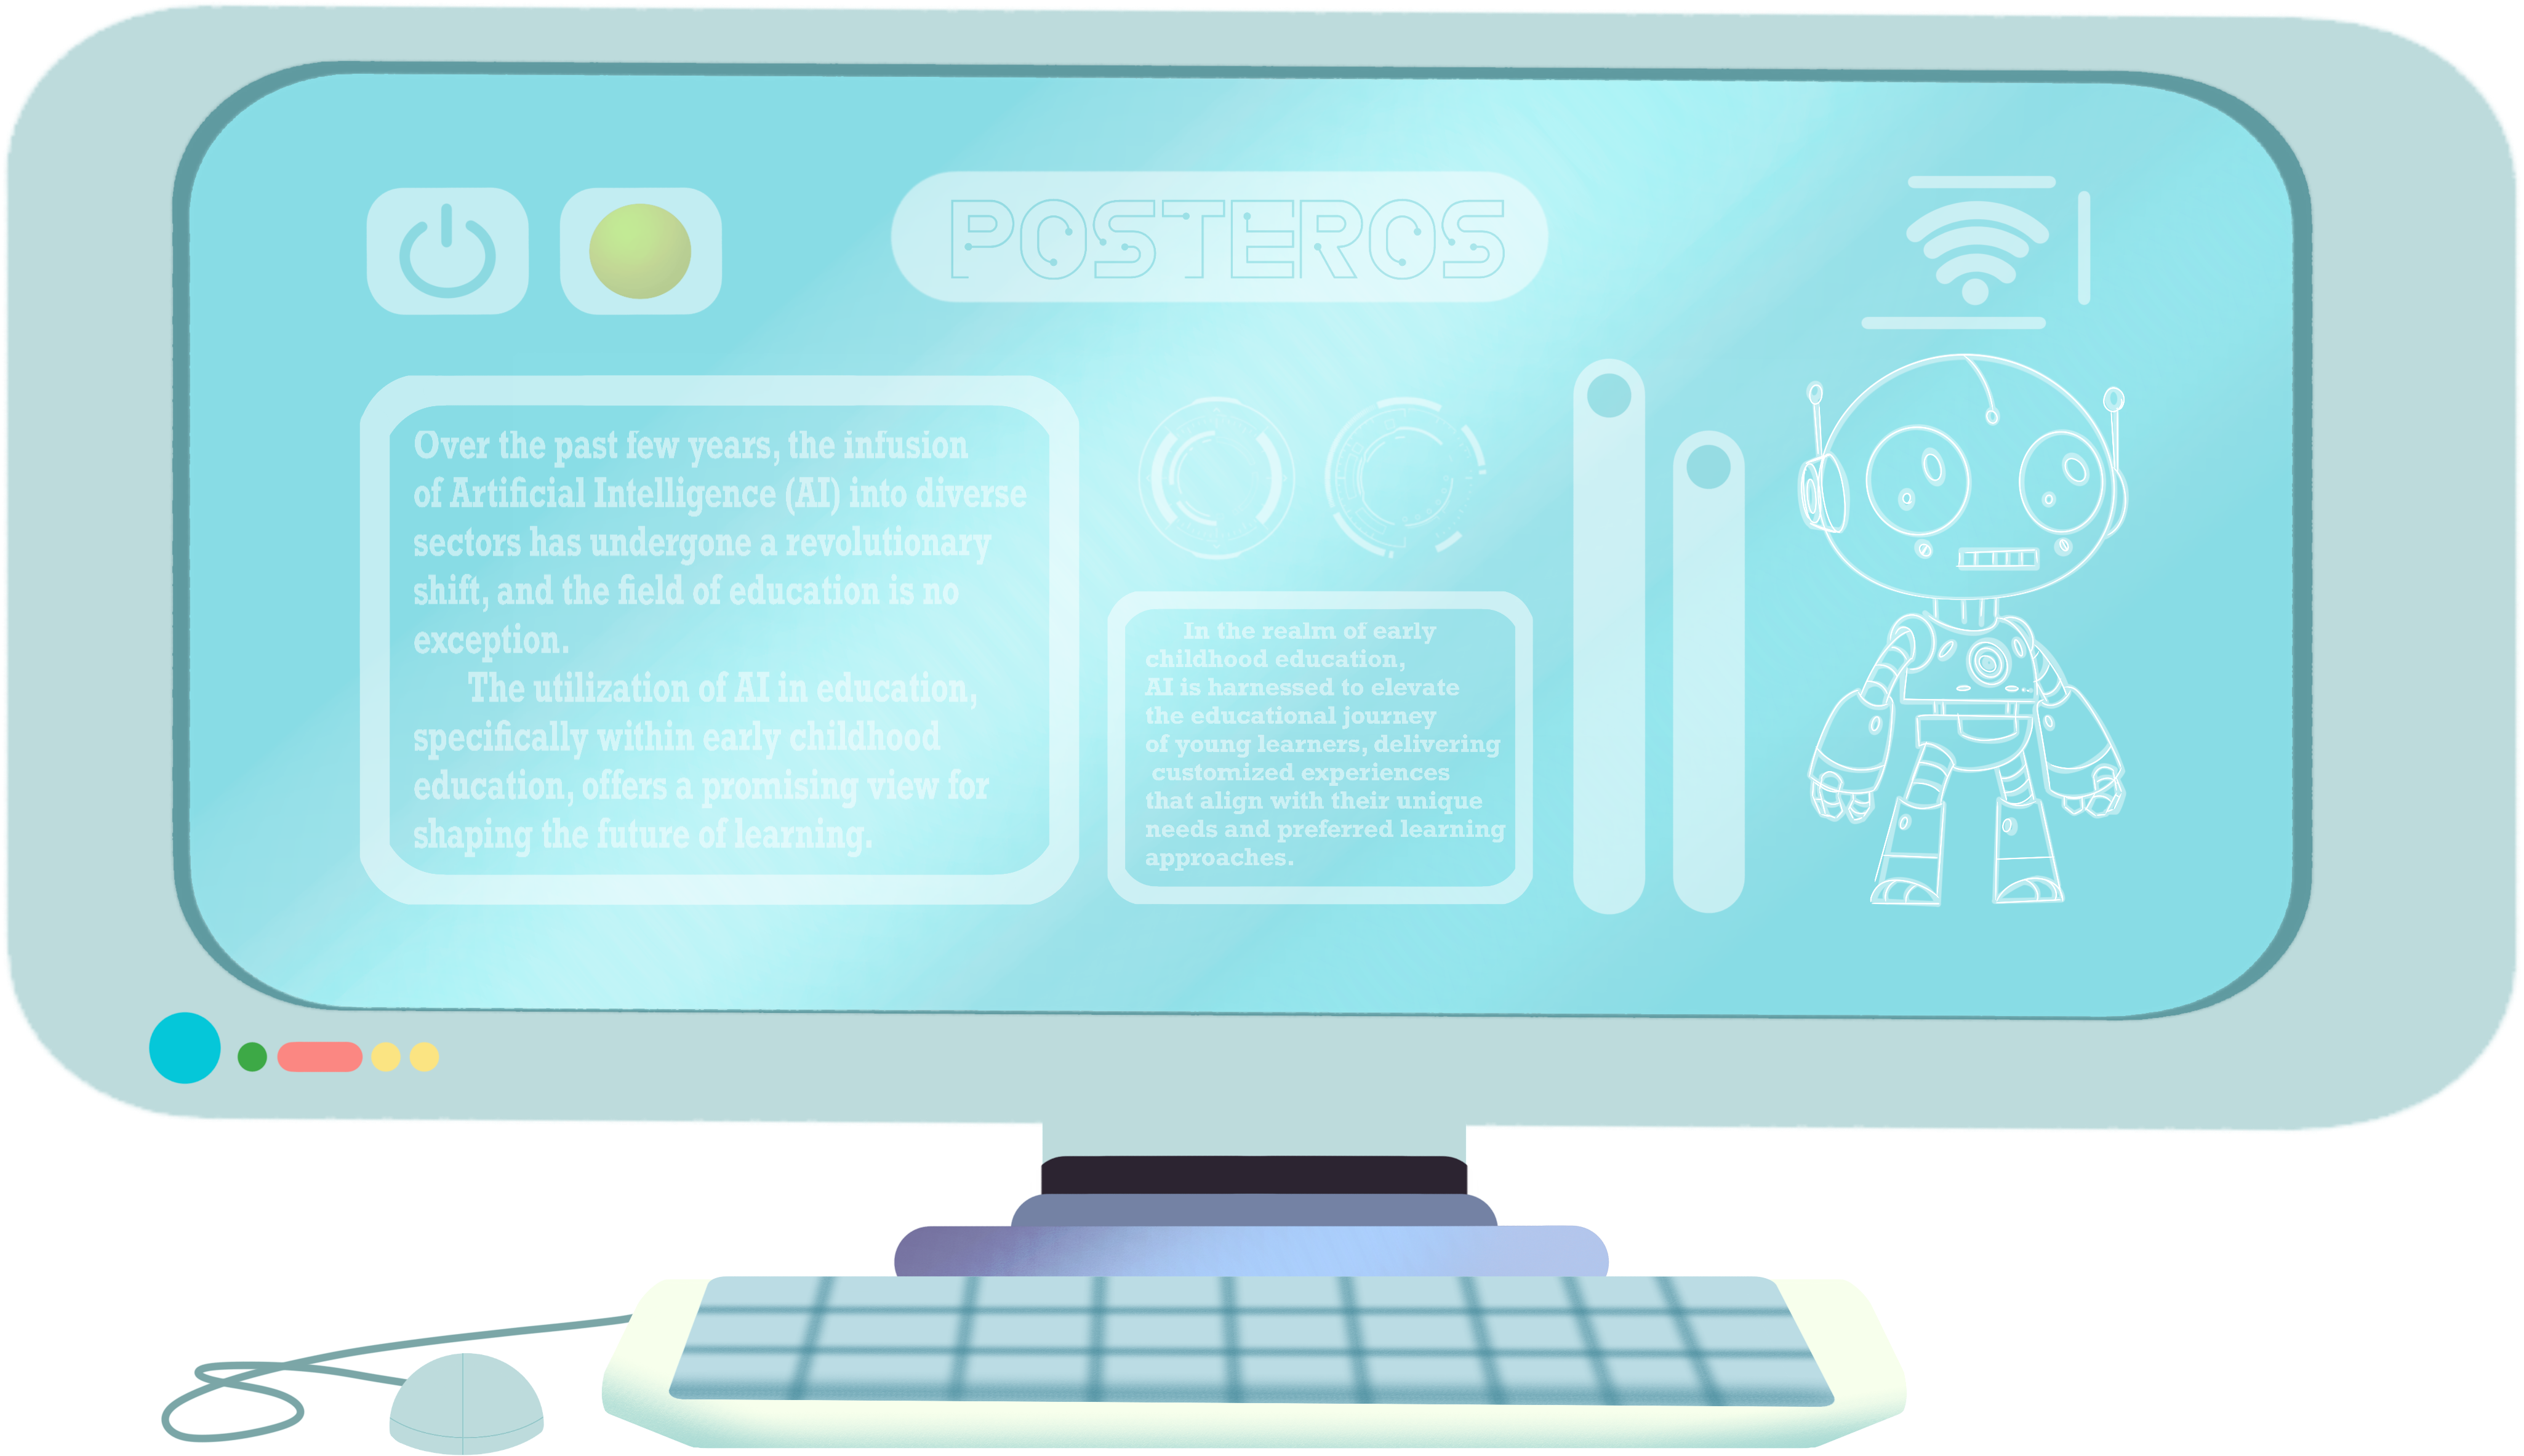 POSTEROS
Over the past few years, the infusion
of Artificial Intelligence (AI) into diverse
sectors has undergone a revolutionary
shift, and the field of education is no
exception.
The utilization of AI in education,
specifically within early childhood
education, offers a promising view for
shaping the future of learning.
In the realm of early
childhood education,
AI is harnessed to elevate
the educational journey
of young learners, delivering
customized experiences
that align with their unique
needs and preferred learning
approaches.